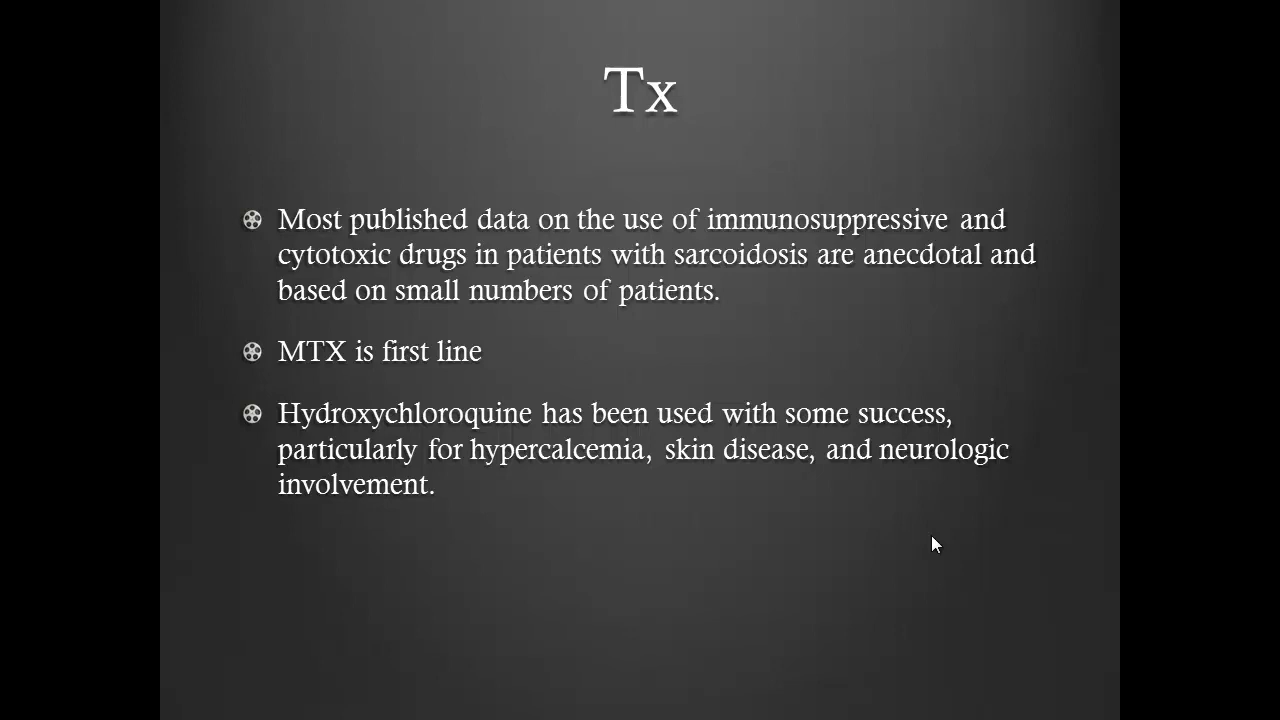 Tx
Most published data on the use of immunosuppressive and
cytotoxic drugs in patients with sarcoidosis are anecdotal and
based on small numbers of patients.
MTX is first line
Hydroxychloroquine has been used with some success,
particularly for hypercalcemia, skin disease, and neurologic
involvement.